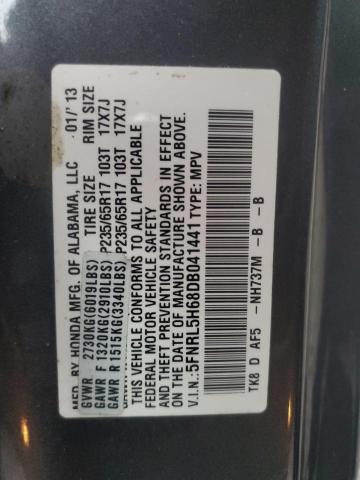 MFD. BY HONDA MFG. OF ALABAMA, LLC 01/'13
TIRE SIZE RIM SIZE
GVWR 2730KG(6019LBS)
GAWR F 1320KG(2910LBS) P235/65R17 103T 17X7J
GAWR R 1515KG(3340LBS) P235/65R17 103T 17X7J
THIS VEHICLE CONFORMS TO ALL APPLICABLE
FEDERAL MOTOR VEHICLE SAFETY
AND THEFT PREVENTION STANDARDS IN EFFECT
ON THE DATE OF MANUFACTURE SHOWN ABOVE.
V.I.N.:5FNRL5H68DB041441 TYPE: MPV
TK8 D AF5 -NH737M -B -B